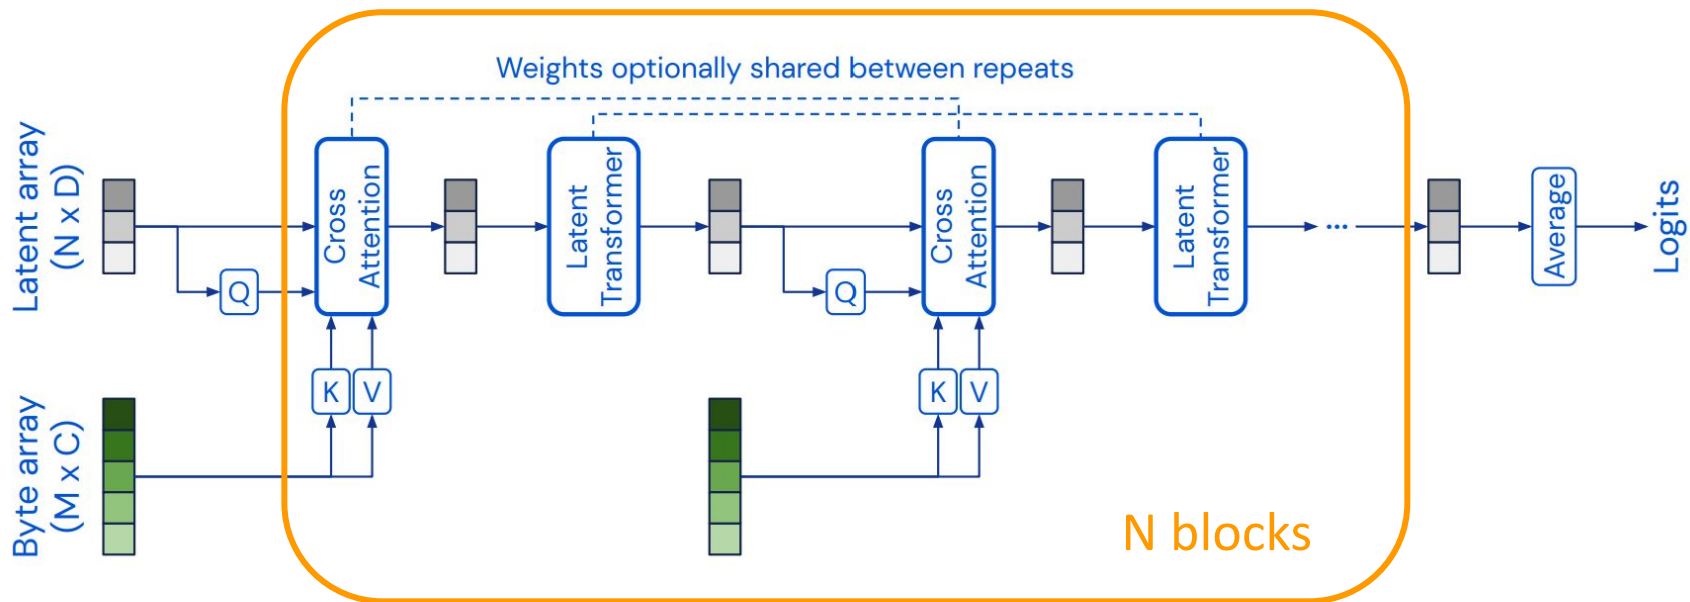 Weights optionally shared between repeats
Latent array
(N x D)
Q
Cross
Attention
Latent
Transformer
Q
Cross
Attention
Latent
Transformer
...
Average
Logits
Byte array
(M x C)
K
V
K
V
N blocks